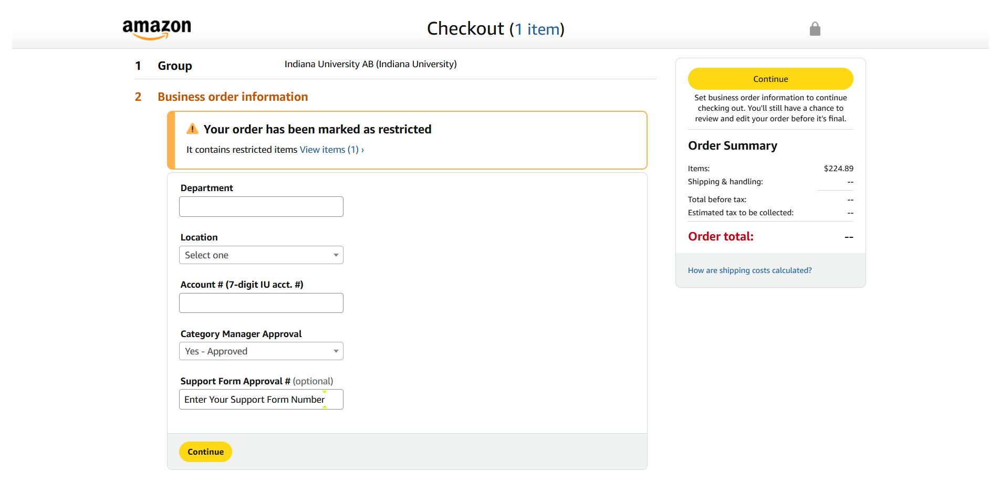 amazon
Checkout (1 item)
1 Group Indiana University AB (Indiana University)
2 Business order information
Your order has been marked as restricted
It contains restricted items View items (1) ›
Department
Location
Select one
Account # (7-digit IU acct. #)
Category Manager Approval
Yes - Approved
Support Form Approval # (optional)
Enter Your Support Form Number
Continue
Continue
Set business order information to continue
checking out. You'll still have a chance to
review and edit your order before it's final.
Order Summary
Items: $224.89
Shipping & handling: --
Total before tax: --
Estimated tax to be collected: --
Order total: --
How are shipping costs calculated?